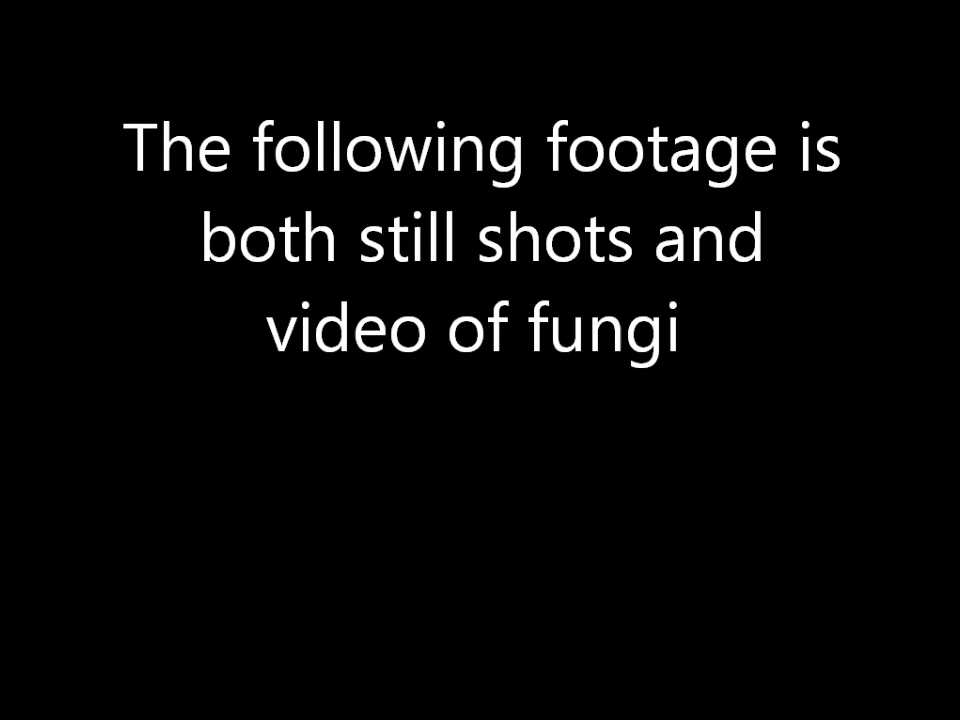 The following footage is
both still shots and
video of fungi